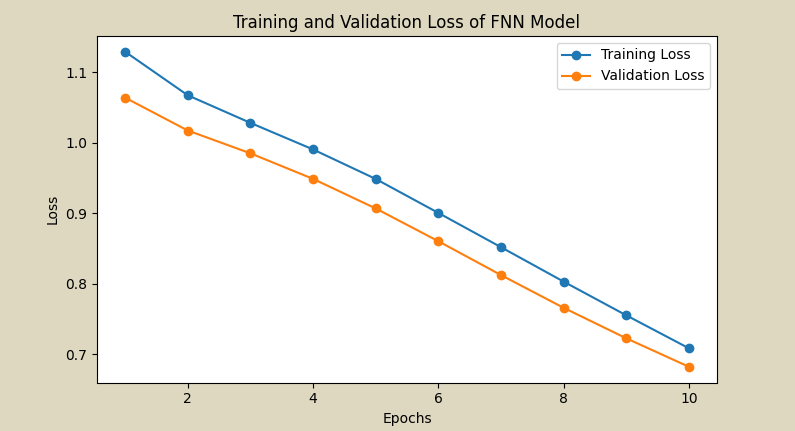 Training and Validation Loss of FNN Model
Training Loss
Validation Loss
1.1
1.0
0.9
0.8
0.7
Loss
2 4 6 8 10
Epochs